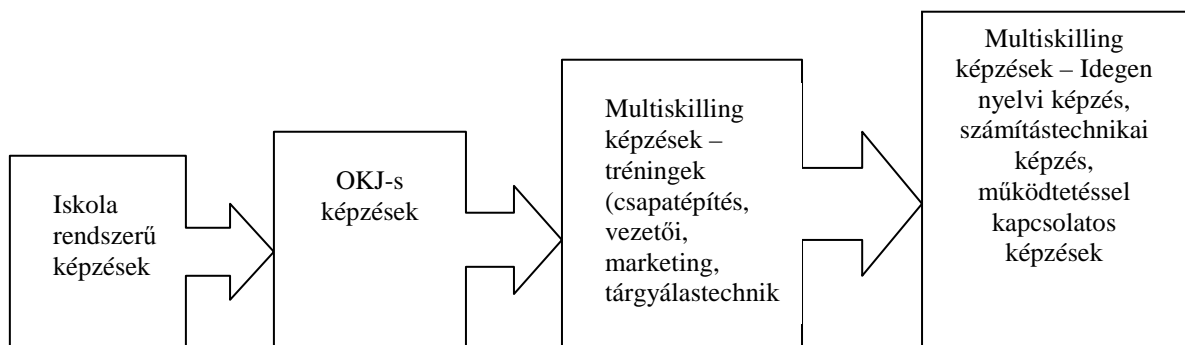 Iskola
rendszerű
képzések
OKJ-s
képzések
Multiskilling
képzések –
tréningek
(csapatépítés,
vezetői,
marketing,
tárgyálastechnik
Multiskilling
képzések – Idegen
nyelvi képzés,
számítástechnikai
képzés,
működtetéssel
kapcsolatos
képzések